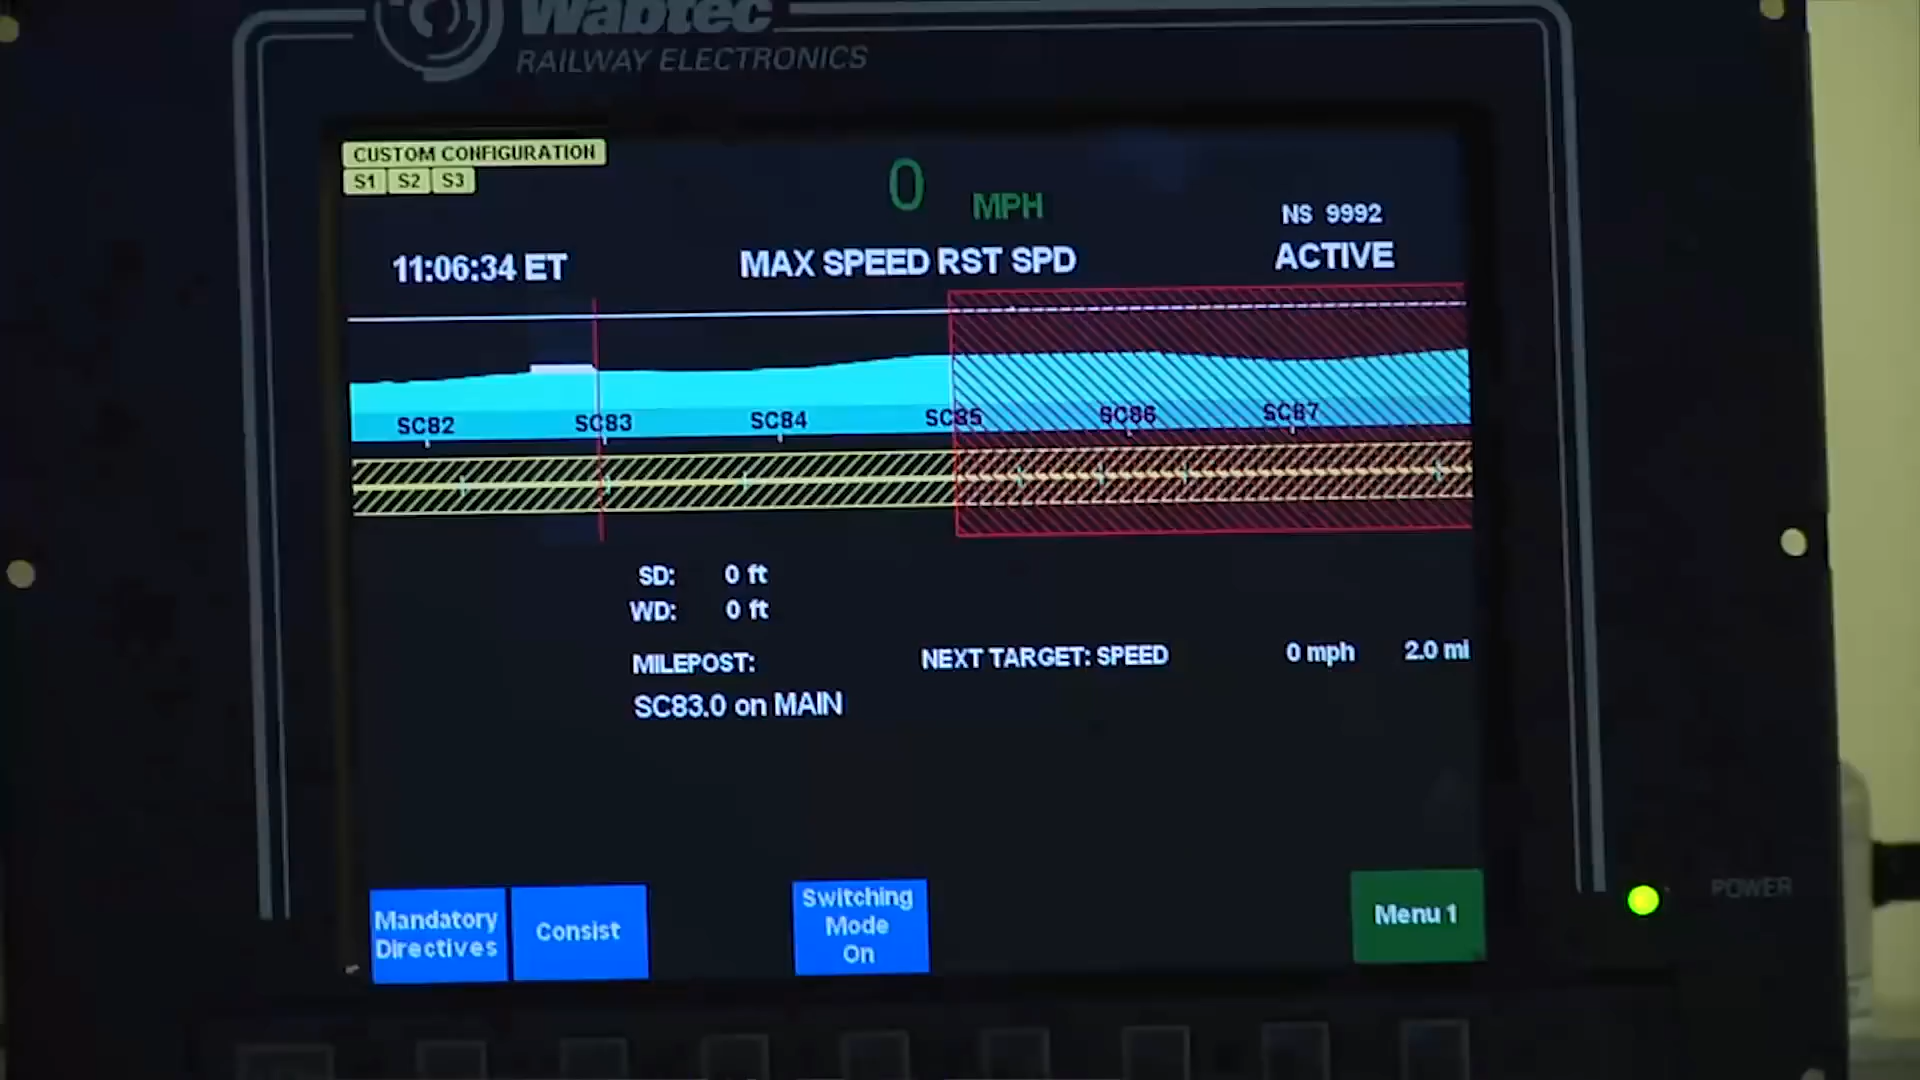 Wabtec
RAILWAY ELECTRONICS
CUSTOM CONFIGURATION
S1 S2 S3
0 MPH
NS 9992
11:06:34 ET
MAX SPEED RST SPD
ACTIVE
SC82 SC83 SC84 SC85 SC86 SC87
SD: 0 ft
WD: 0 ft
MILEPOST:
NEXT TARGET: SPEED 0 mph 2.0 mi
SC83.0 on MAIN
Mandatory
Directives
Consist
Switching
Mode
On
Menu 1
POWER